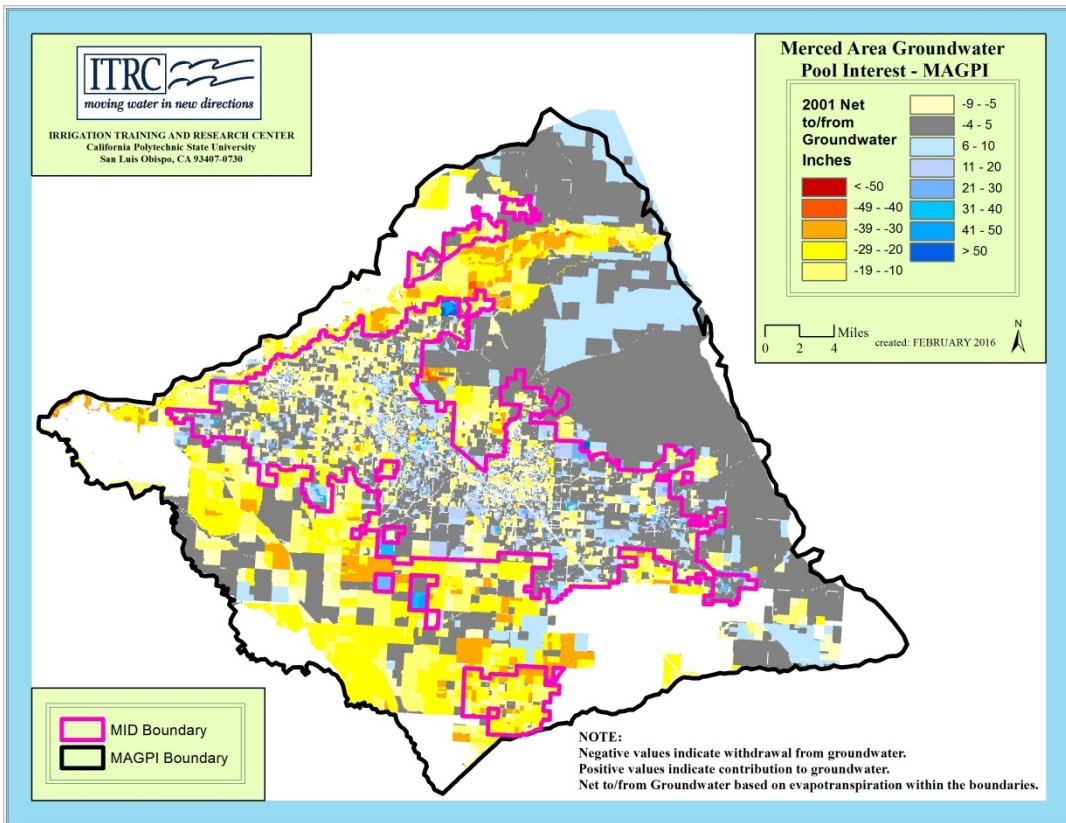 ITRC
moving water in new directions
IRRIGATION TRAINING AND RESEARCH CENTER
California Polytechnic State University
San Luis Obispo, CA 93407-0730
Merced Area Groundwater
Pool Interest - MAGPI
2001 Net
to/from
Groundwater
Inches
< -50
-49 - -40
-39 - -30
-29 - -20
-19 - -10
-9 - -5
-4 - 5
6 - 10
11 - 20
21 - 30
31 - 40
41 - 50
> 50
Miles
0 2 4
created: FEBRUARY 2016
N
MID Boundary
MAGPI Boundary
NOTE:
Negative values indicate withdrawal from groundwater.
Positive values indicate contribution to groundwater.
Net to/from Groundwater based on evapotranspiration within the boundaries.